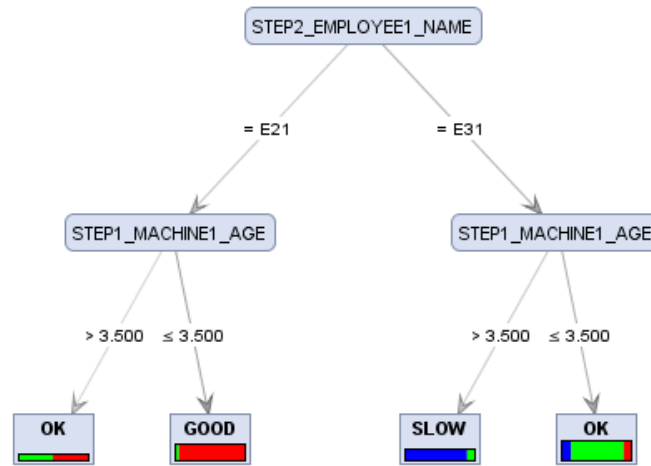 STEP2_EMPLOYEE1_NAME
= E21
= E31
STEP1_MACHINE1_AGE
STEP1_MACHINE1_AGE
> 3.500
≤ 3.500
> 3.500
≤ 3.500
OK
GOOD
SLOW
OK